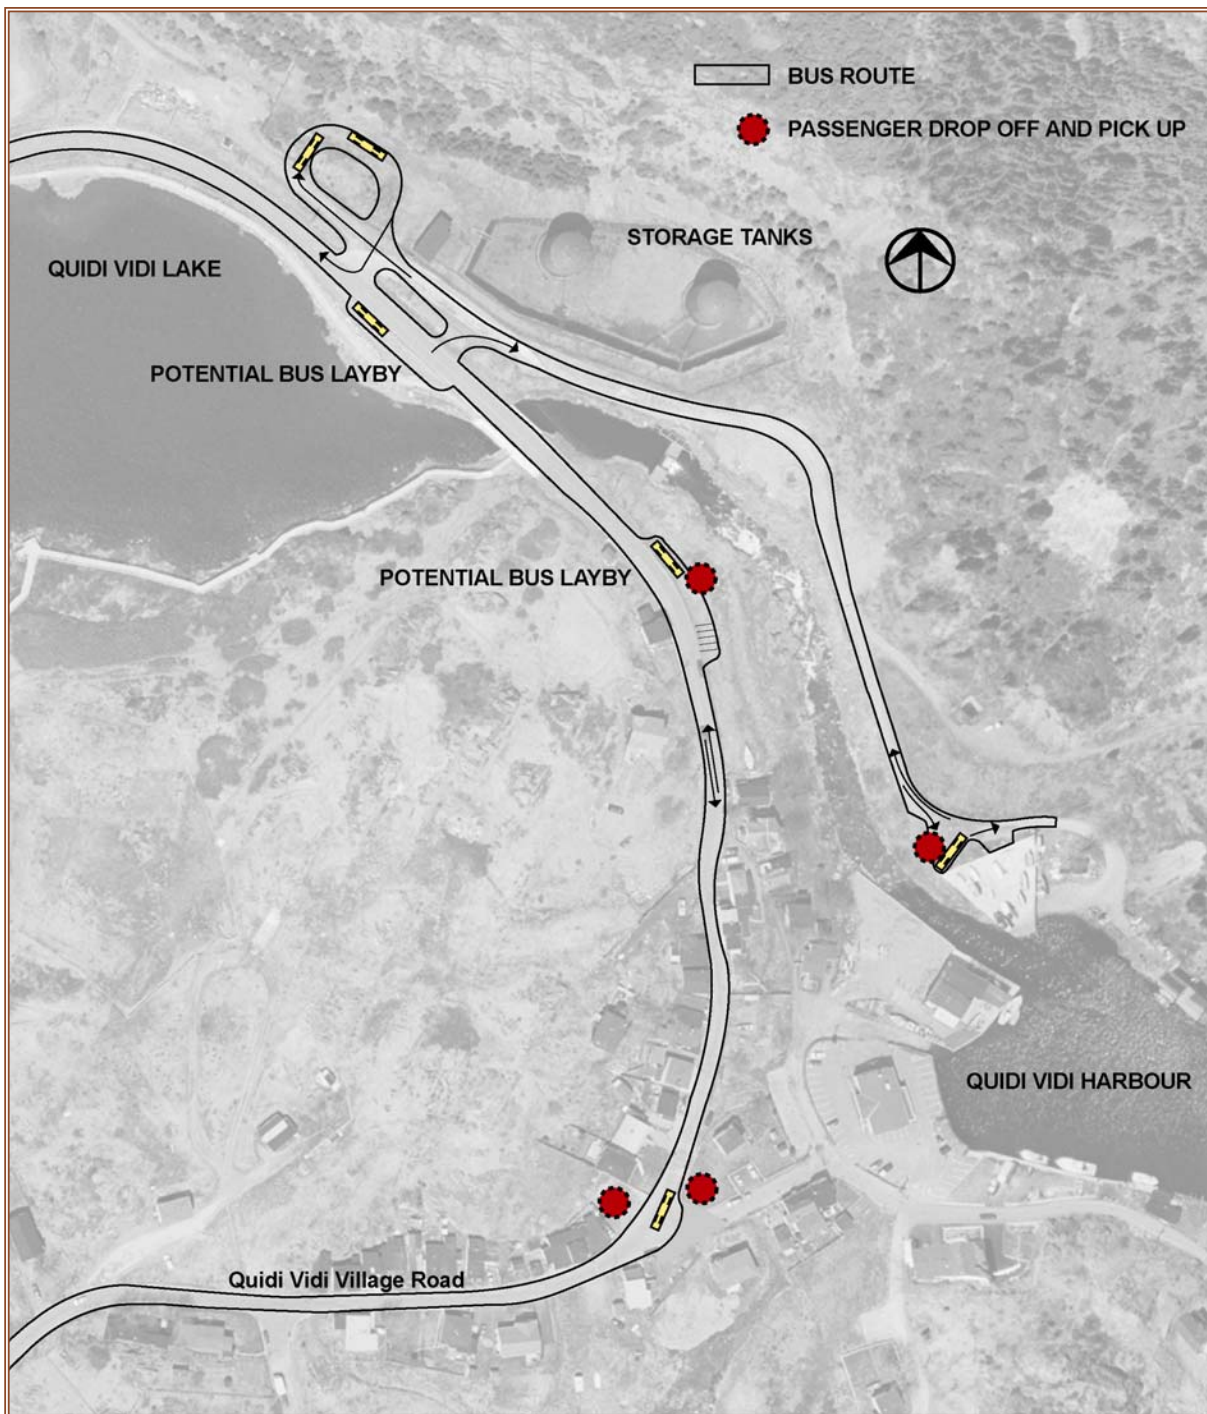 BUS ROUTE
PASSENGER DROP OFF AND PICK UP
STORAGE TANKS
QUIDI VIDI LAKE
POTENTIAL BUS LAYBY
POTENTIAL BUS LAYBY
QUIDI VIDI HARBOUR
Quidi Vidi Village Road